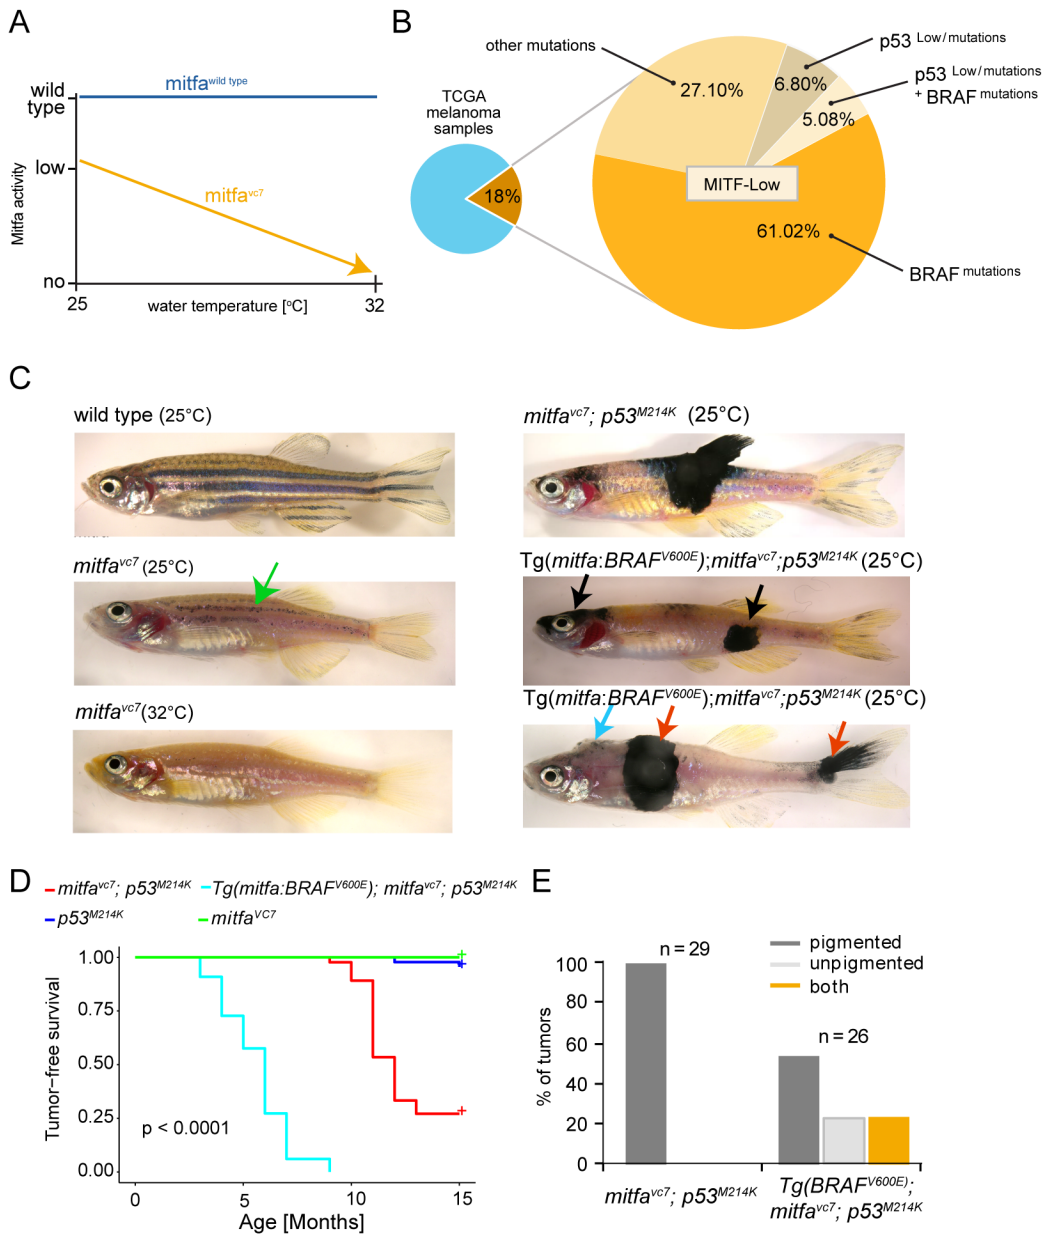 A
wild
type
low
no
Mitfa activity
mitfa^wild type
mitfa^vc7
25
water temperature [°C]
32
B
TCGA
melanoma
samples
18%
other mutations
27.10%
6.80%
5.08%
p53 Low/mutations
p53 Low/mutations
+ BRAF mutations
MITF-Low
61.02%
BRAF mutations
C
wild type (25°C)
mitfa^vc7 (25°C)
mitfa^vc7 (32°C)
mitfa^vc7; p53^M214K (25°C)
Tg(mitfa:BRAF^V600E);mitfa^vc7;p53^M214K (25°C)
Tg(mitfa:BRAF^V600E);mitfa^vc7;p53^M214K (25°C)
D
mitfa^vc7; p53^M214K
Tg(mitfa:BRAF^V600E); mitfa^vc7; p53^M214K
p53^M214K
mitfa^VC7
Tumor–free survival
1.00
0.75
0.50
0.25
0.00
p < 0.0001
0
5
10
15
Age [Months]
E
pigmented
unpigmented
both
n = 29
n = 26
% of tumors
100
80
60
40
20
0
mitfa^vc7; p53^M214K
Tg(BRAF^V600E);
mitfa^vc7; p53^M214K